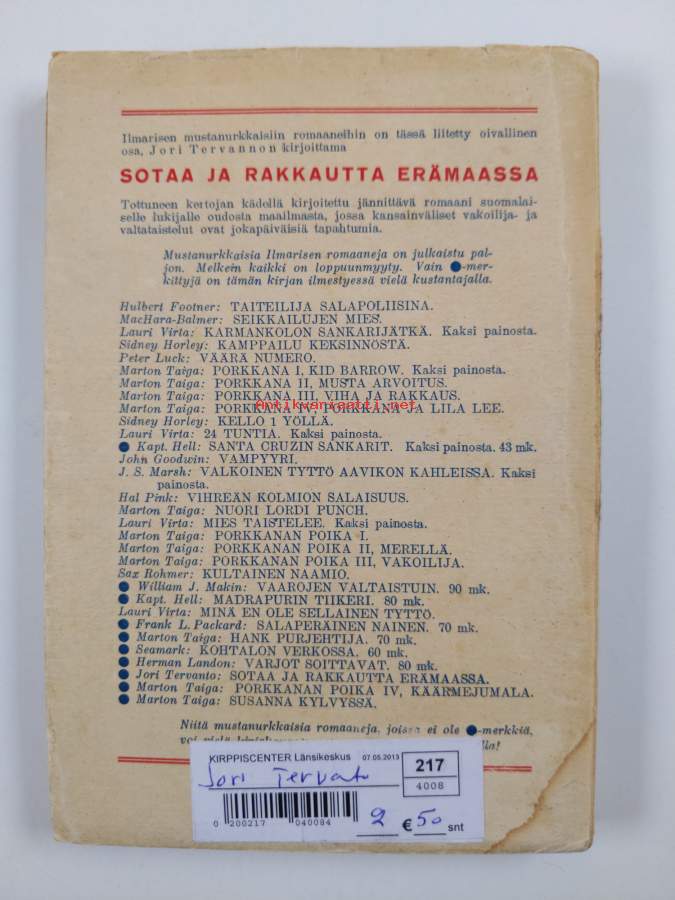 Ilmarisen mustanurkkaisiin romaaneihin on tässä liitetty oivallinen
osa, Jori Tervannon kirjoittama
SOTAA JA RAKKAUTTA ERÄMAASSA
Tottuneen kertojan kädellä kirjoitettu jännittävä romaani suomalai-
selle lukijalle oudosta maailmasta, jossa kansainväliset vakoilija- ja
valtataistelut ovat jokapäiväisiä tapahtumia.
Mustanurkkaisia Ilmarisen romaaneja on julkaistu pal-
jon. Melkein kaikki on loppuunmyyty. Vain ●-mer-
kittyjä on tämän kirjan ilmestyessä vielä kustantajalla.
Hulbert Footner: TAITEILIJA SALAPOLIISINA.
MacHara-Balmer: SEIKKAILUJEN MIES.
Lauri Virta: KARMANKOLON SANKARIJÄTKÄ. Kaksi painosta.
Sidney Horley: KAMPPAILU KEKSINNÖSTÄ.
Peter Luck: VÄÄRÄ NUMERO.
Marton Taiga: PORKKANA I, KID BARROW. Kaksi painosta.
Marton Taiga: PORKKANA II, MUSTA ARVOITUS.
Marton Taiga: PORKKANA III, VIHA JA RAKKAUS.
Marton Taiga: PORKKANA IV, PORKKANA JA LILA LEE.
Antikvariaatti.net
Sidney Horley: KELLO 1 YÖLLÄ.
Lauri Virta: 24 TUNTIA. Kaksi painosta.
● Kapt. Hell: SANTA CRUZIN SANKARIT. Kaksi painosta. 43 mk.
John Goodwin: VAMPYYRI.
J. S. Marsh: VALKOINEN TYTTÖ AAVIKON KAHLEISSA. Kaksi
painosta.
Hal Pink: VIHREÄN KOLMION SALAISUUS.
Marton Taiga: NUORI LORDI PUNCH.
Lauri Virta: MIES TAISTELEE. Kaksi painosta.
Marton Taiga: PORKKANAN POIKA I.
Marton Taiga: PORKKANAN POIKA II, MERELLÄ.
Marton Taiga: PORKKANAN POIKA III, VAKOILIJA.
Sax Rohmer: KULTAINEN NAAMIO.
● William J. Makin: VAAROJEN VALTAISTUIN. 90 mk.
● Kapt. Hell: MADRAPURIN TIIKERI. 80 mk.
Lauri Virta: MINÄ EN OLE SELLAINEN TYTTÖ.
● Frank L. Packard: SALAPERÄINEN NAINEN. 70 mk.
● Marton Taiga: HANK PURJEHTIJA. 70 mk.
● Seamark: KOHTALON VERKOSSA. 60 mk.
● Herman Landon: VARJOT SOITTAVAT. 80 mk.
● Jori Tervanto: SOTAA JA RAKKAUTTA ERÄMAASSA.
● Marton Taiga: PORKKANAN POIKA IV, KÄÄRMEJUMALA.
● Marton Taiga: SUSANNA KYLVYSSÄ.
Niitä mustanurkkaisia romaaneja, joissa ei ole ●-merkkiä,
KIRPPISCENTER Länsikeskus 07.05.2013 217
4008
Jori
0 200217 040084
2 € 50 snt